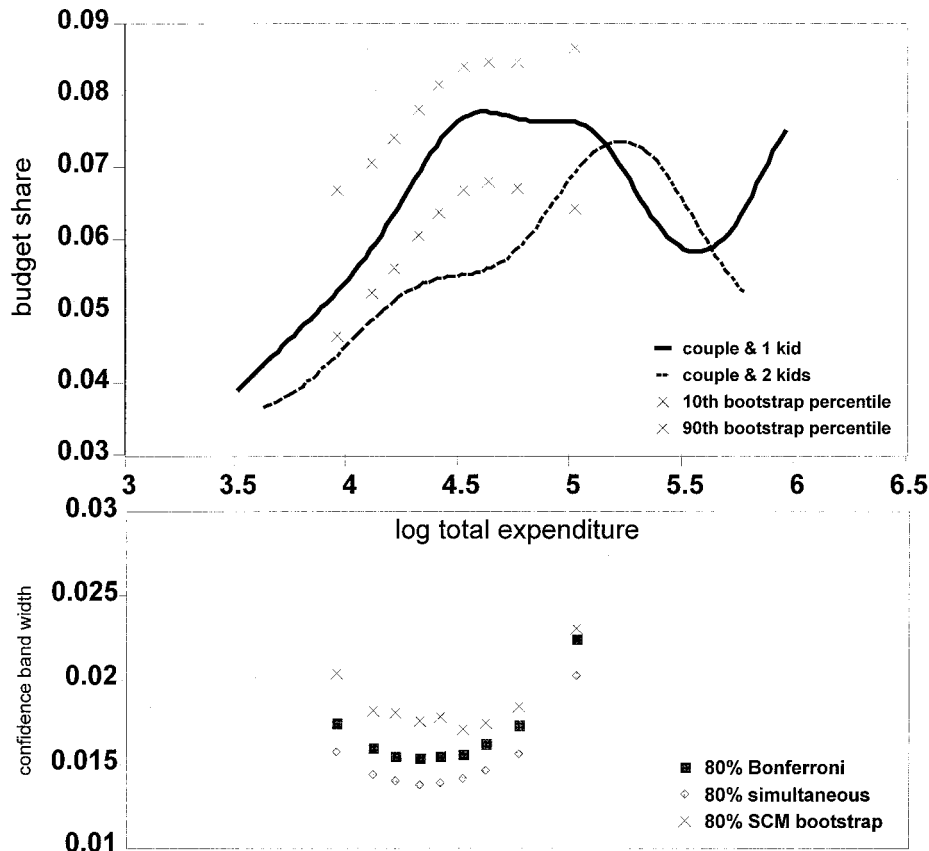 0.09
0.08
0.07
0.06
0.05
0.04
0.03
budget share
couple & 1 kid
couple & 2 kids
10th bootstrap percentile
90th bootstrap percentile
3 3.5 4 4.5 5 5.5 6 6.5
log total expenditure
0.03
0.025
0.02
0.015
0.01
confidence band width
80% Bonferroni
80% simultaneous
80% SCM bootstrap